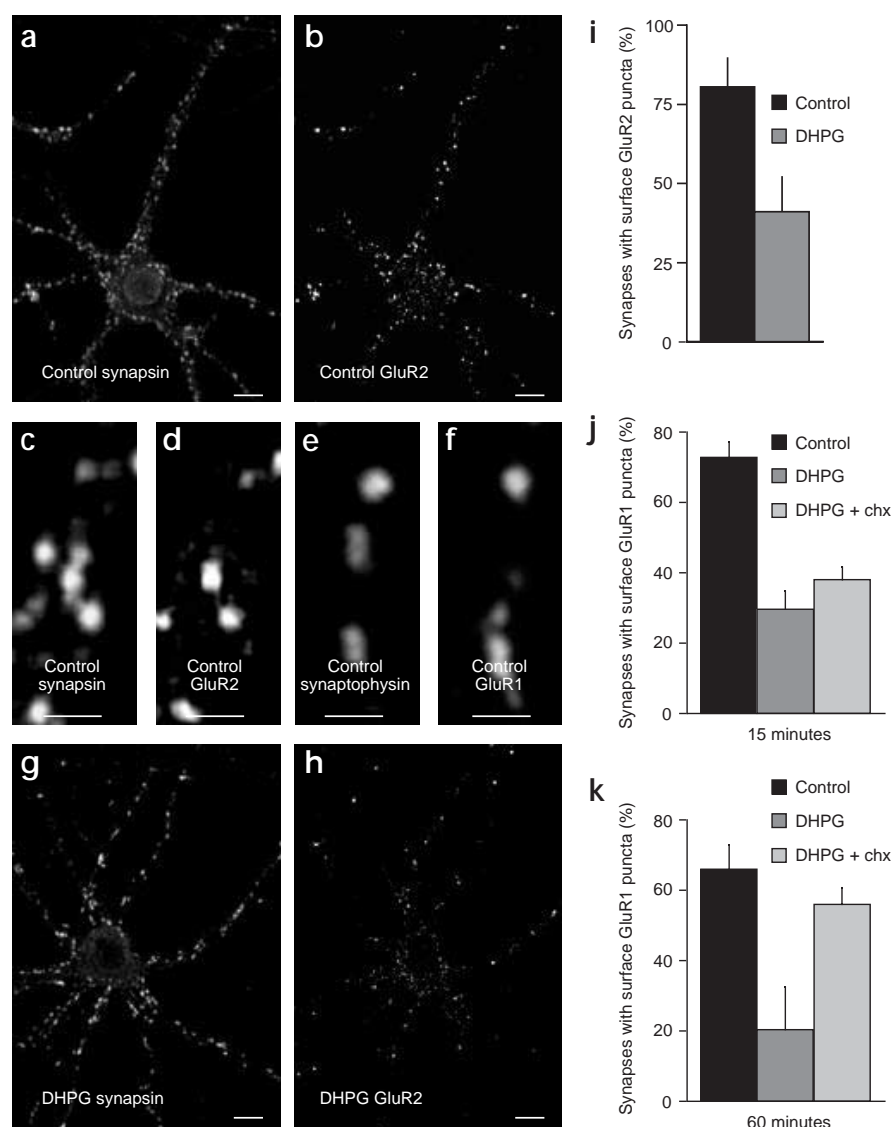 a
Control synapsin
b
Control GluR2
c
Control
synapsin
d
Control
GluR2
e
Control
synaptophysin
f
Control
GluR1
g
DHPG synapsin
h
DHPG GluR2
i
Synapses with surface GluR2 puncta (%)
100
75
50
25
0
Control
DHPG
j
Synapses with surface GluR1 puncta (%)
80
60
40
20
0
Control
DHPG
DHPG + chx
15 minutes
k
Synapses with surface GluR1 puncta (%)
80
60
40
20
0
Control
DHPG
DHPG + chx
60 minutes